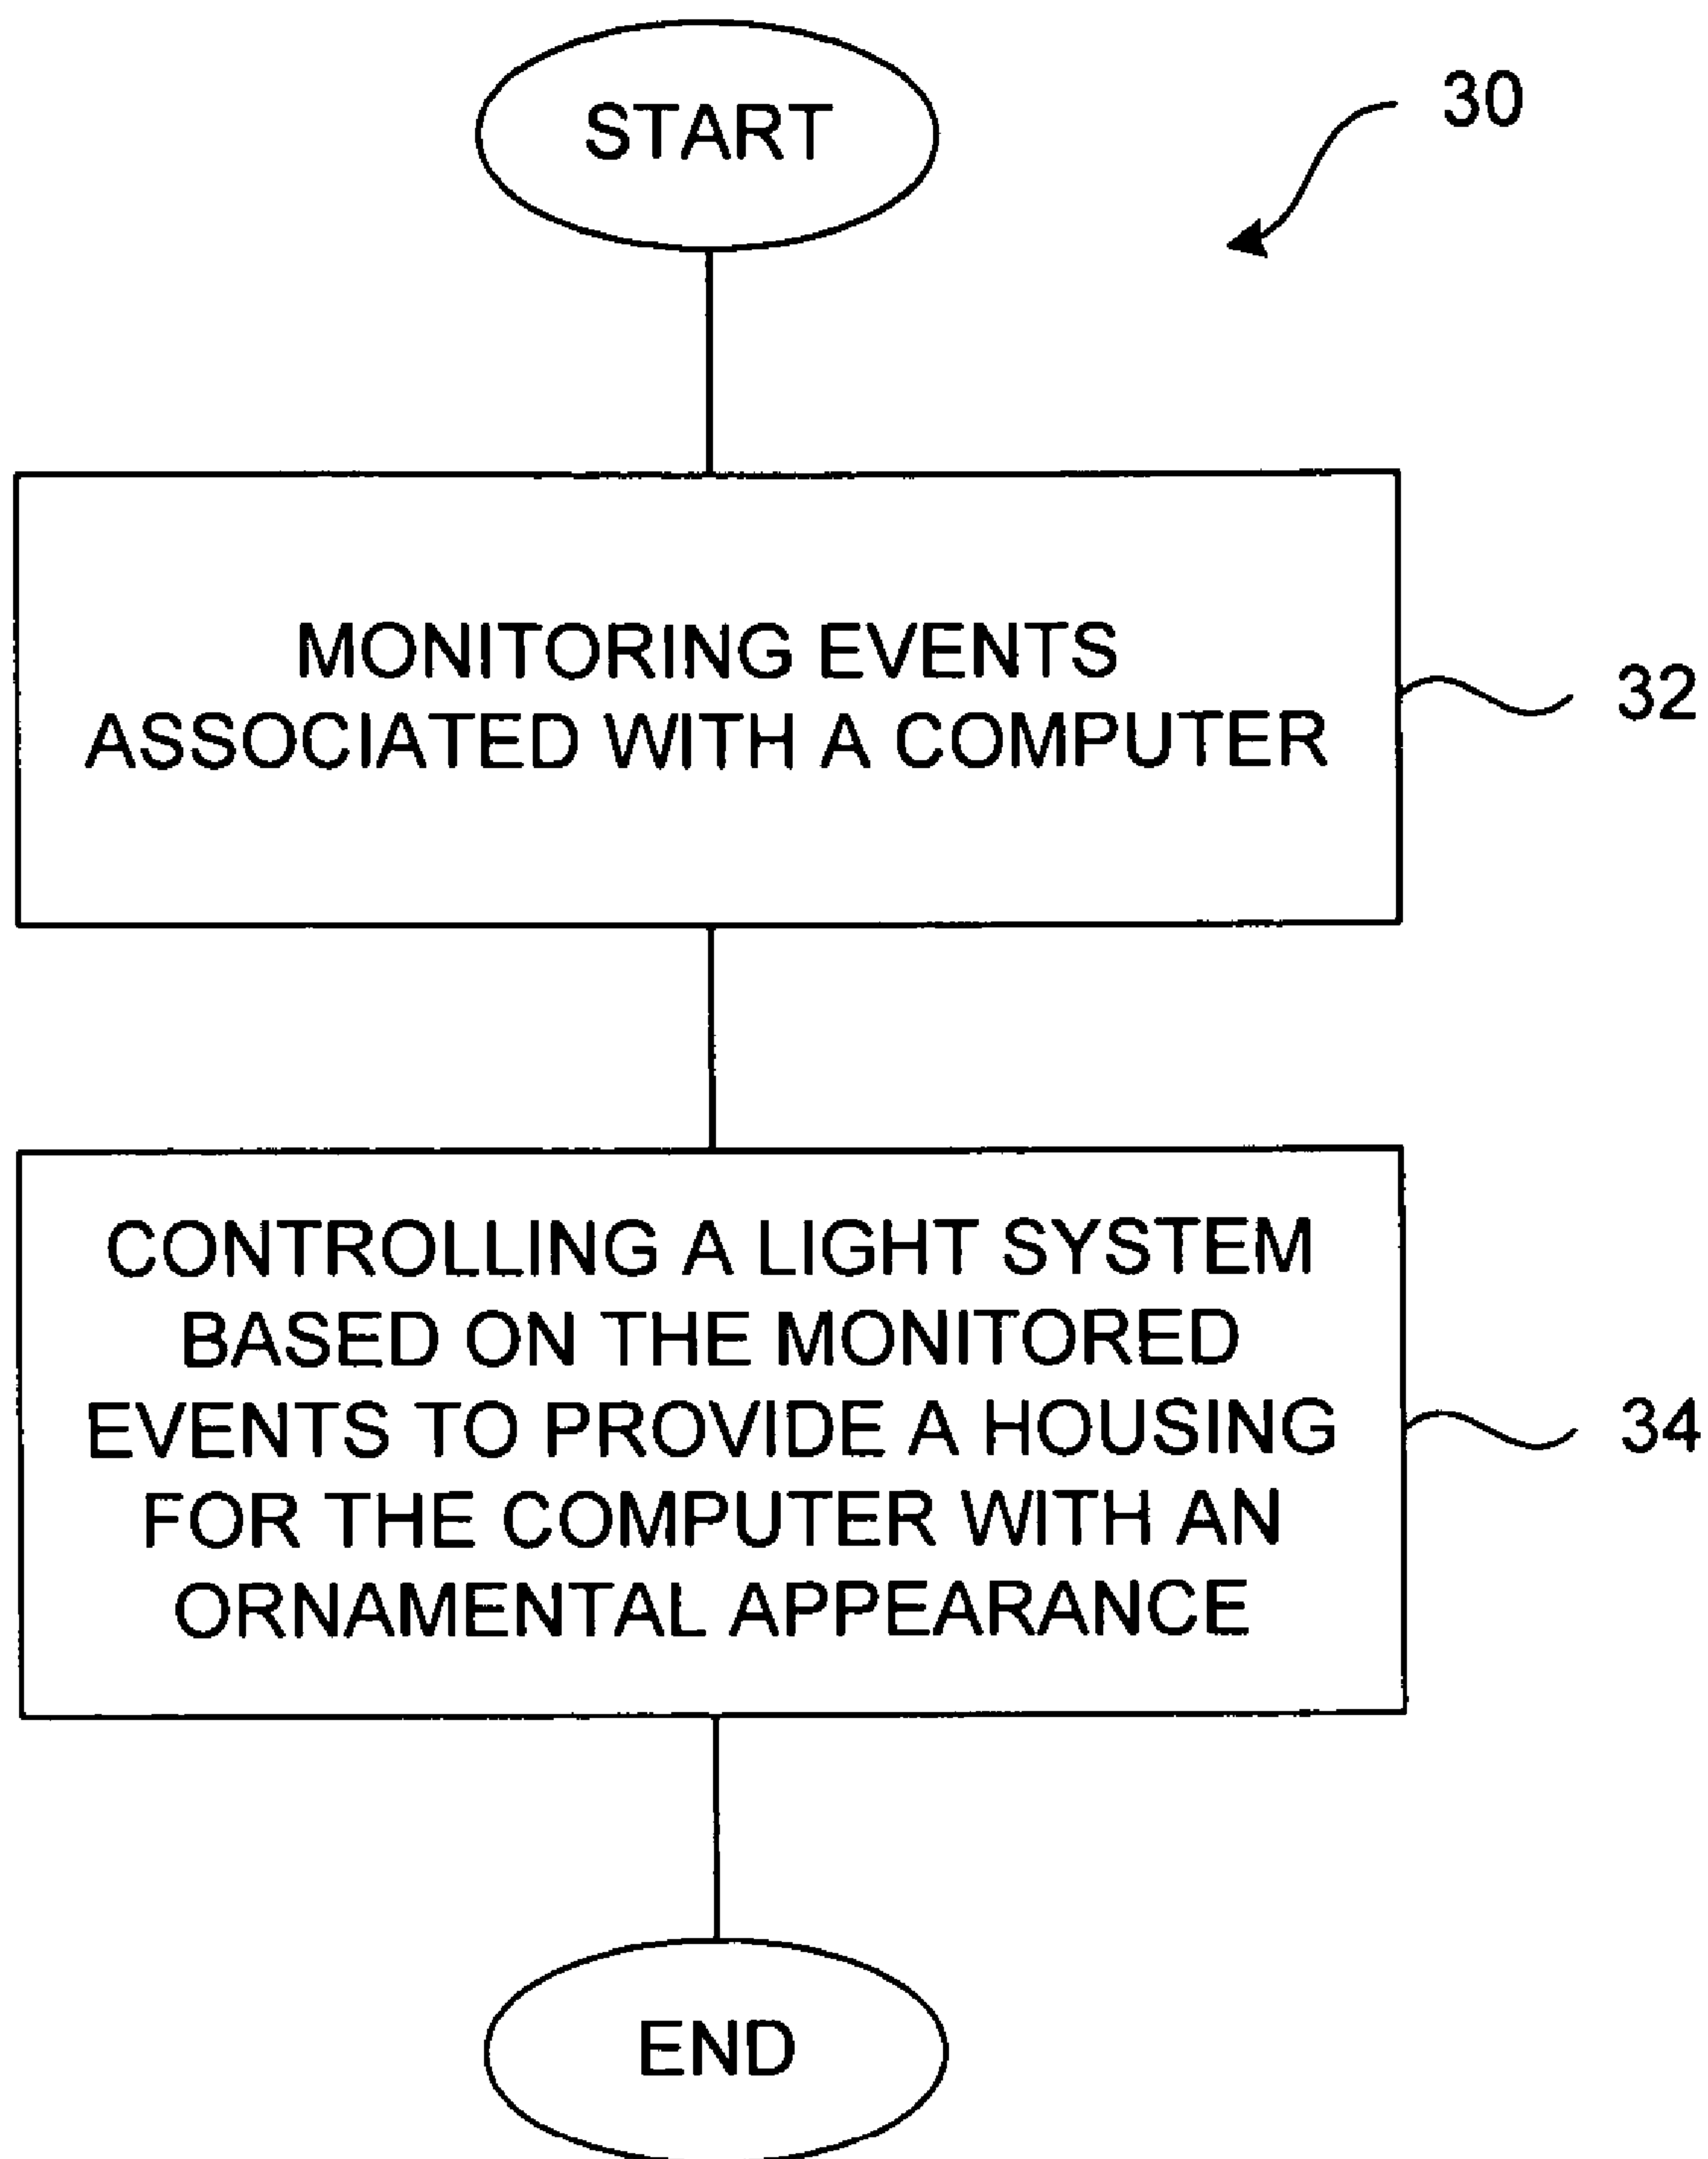 START
30
MONITORING EVENTS
ASSOCIATED WITH A COMPUTER
32
CONTROLLING A LIGHT SYSTEM
BASED ON THE MONITORED
EVENTS TO PROVIDE A HOUSING
FOR THE COMPUTER WITH AN
ORNAMENTAL APPEARANCE
34
END